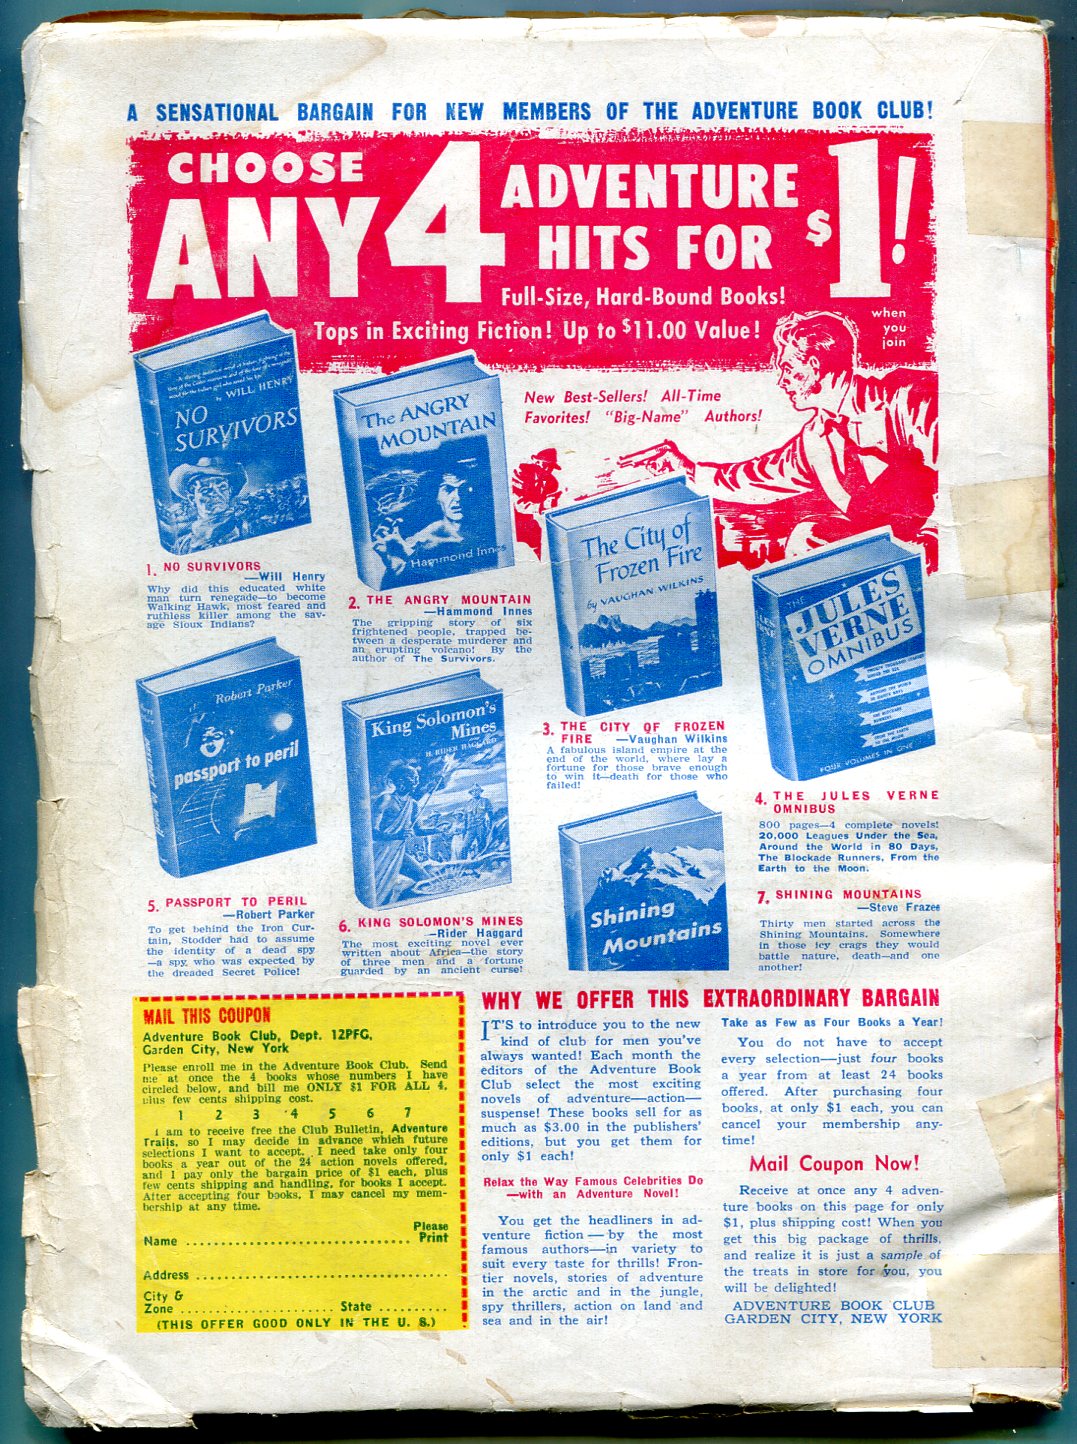 A SENSATIONAL BARGAIN FOR NEW MEMBERS OF THE ADVENTURE BOOK CLUB!
CHOOSE
ANY 4
ADVENTURE
HITS FOR
$1!
Full-Size, Hard-Bound Books!
Tops in Exciting Fiction! Up to $11.00 Value!
when
you
join
New Best-Sellers! All-Time
Favorites! "Big-Name" Authors!
by WILL HENRY
NO
SURVIVORS
1. NO SURVIVORS
—Will Henry
Why did this educated white
man turn renegade—to become
Walking Hawk, most feared and
ruthless Killer among the sav-
age Sioux Indians?
The ANGRY
MOUNTAIN
Hammond Innes
2. THE ANGRY MOUNTAIN
—Hammond Innes
The gripping story of six
frightened people, trapped be-
tween a desperate murderer and
an erupting volcano! By the
author of The Survivors.
The City of
Frozen Fire
by VAUGHAN WILKINS
3. THE CITY OF FROZEN
FIRE —Vaughan Wilkins
A fabulous island empire at the
end of the world, where lay a
fortune for those brave enough
to win it—death for those who
failed!
THE
JULES
VERNE
OMNIBUS
FOUR VOLUMES IN ONE
4. THE JULES VERNE
OMNIBUS
800 pages—4 complete novels!
20,000 Leagues Under the Sea,
Around the World in 80 Days,
The Blockade Runners, From the
Earth to the Moon.
Robert Parker
passport to peril
5. PASSPORT TO PERIL
—Robert Parker
To get behind the Iron Cur-
tain, Stodder had to assume
the identity of a dead spy
—a spy who was expected by
the dreaded Secret Police!
King Solomon's
Mines
H. RIDER HAGGARD
6. KING SOLOMON'S MINES
—Rider Haggard
The most exciting novel ever
written about Africa—the story
of three men and a fortune
guarded by an ancient curse!
Shining
Mountains
7. SHINING MOUNTAINS
—Steve Frazee
Thirty men started across the
Shining Mountains. Somewhere
in those icy crags they would
battle nature, death—and one
another!
MAIL THIS COUPON
Adventure Book Club, Dept. 12PFG,
Garden City, New York
Please enroll me in the Adventure Book Club. Send
me at once the 4 books whose numbers I have
circled below, and bill me ONLY $1 FOR ALL 4,
plus few cents shipping cost.
1 2 3 4 5 6 7
I am to receive free the Club Bulletin, Adventure
Trails, so I may decide in advance which future
selections I want to accept. I need take only four
books a year out of the 24 action novels offered,
and I pay only the bargain price of $1 each, plus
few cents shipping and handling, for books I accept.
After accepting four books, I may cancel my mem-
bership at any time.
Please
Name .................................. Print
Address ......................................
City &
Zone ....................... State ..........
(THIS OFFER GOOD ONLY IN THE U. S.)
WHY WE OFFER THIS EXTRAORDINARY BARGAIN
IT'S to introduce you to the new
kind of club for men you've
always wanted! Each month the
editors of the Adventure Book
Club select the most exciting
novels of adventure—action—
suspense! These books sell for as
much as $3.00 in the publishers'
editions, but you get them for
only $1 each!
Relax the Way Famous Celebrities Do
—with an Adventure Novel!
You get the headliners in ad-
venture fiction — by the most
famous authors—in variety to
suit every taste for thrills! Fron-
tier novels, stories of adventure
in the arctic and in the jungle,
spy thrillers, action on land and
sea and in the air!
Take as Few as Four Books a Year!
You do not have to accept
every selection—just four books
a year from at least 24 books
offered. After purchasing four
books, at only $1 each, you can
cancel your membership any-
time!
Mail Coupon Now!
Receive at once any 4 adven-
ture books on this page for only
$1, plus shipping cost! When you
get this big package of thrills,
and realize it is just a sample of
the treats in store for you, you
will be delighted!
ADVENTURE BOOK CLUB
GARDEN CITY, NEW YORK